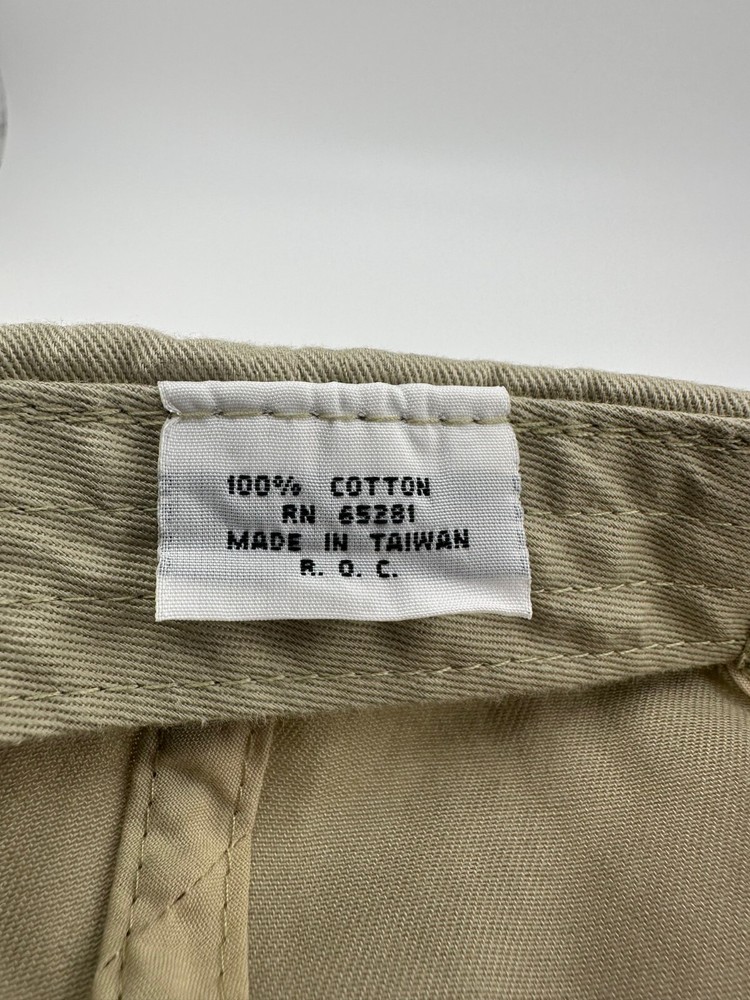 100% COTTON
RN 65281
MADE IN TAIWAN
R. O. C.